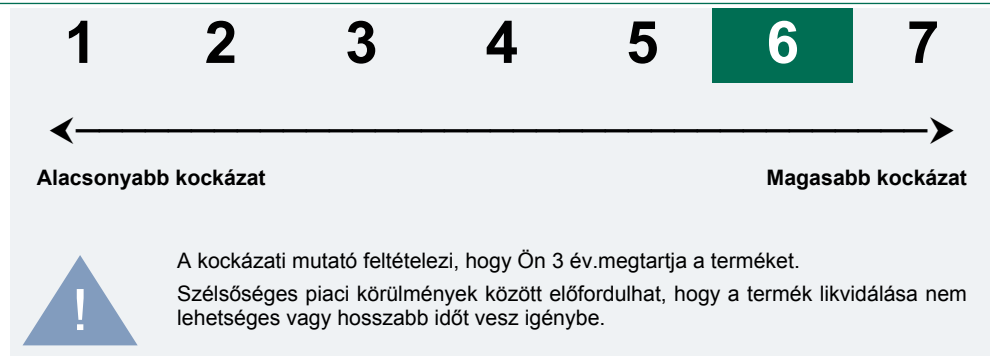 1 2 3 4 5 6 7
Alacsonyabb kockázat Magasabb kockázat
A kockázati mutató feltételezi, hogy Ön 3 év.megtartja a terméket.
Szélsőséges piaci körülmények között előfordulhat, hogy a termék likvidálása nem
lehetséges vagy hosszabb időt vesz igénybe.
!